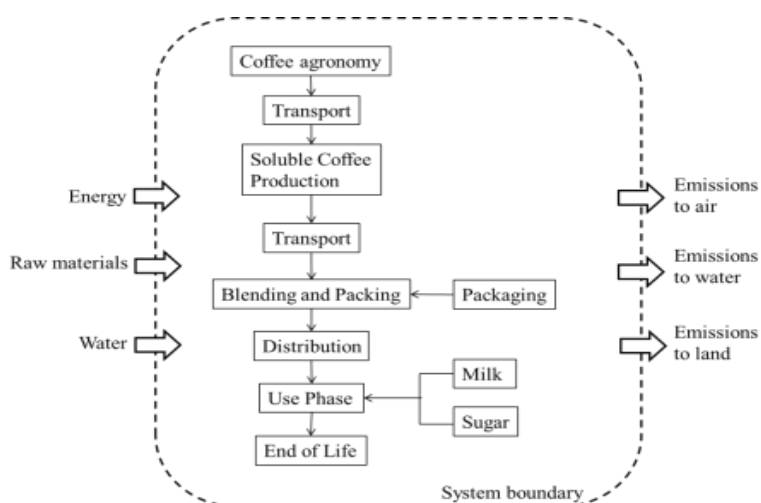 Coffee agronomy
Transport
Soluble Coffee
Production
Energy
Emissions
to air
Transport
Raw materials
Emissions
to water
Blending and Packing
Packaging
Water
Distribution
Emissions
to land
Milk
Use Phase
Sugar
End of Life
System boundary